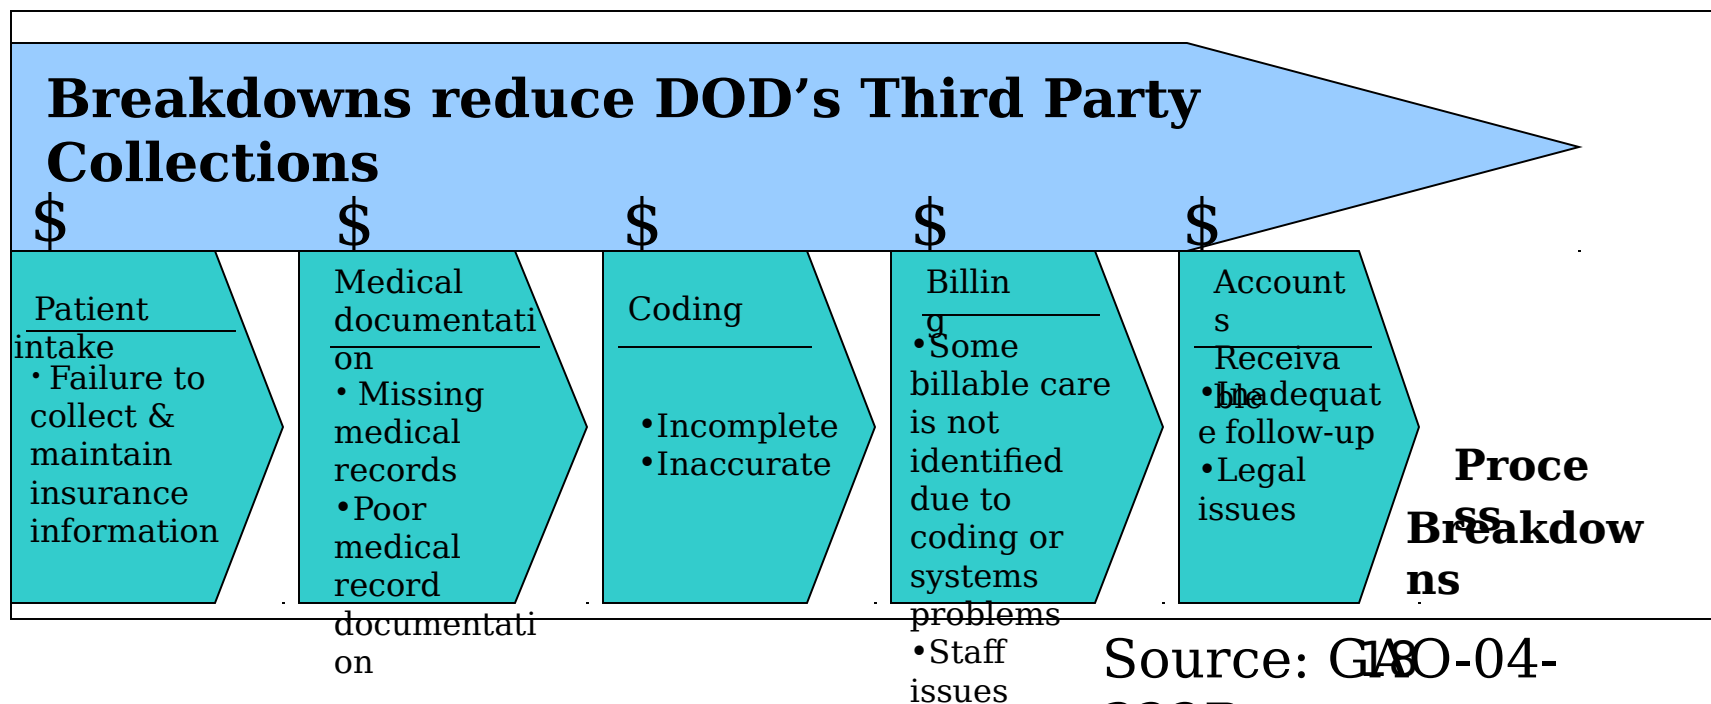 Breakdowns reduce DOD’s Third Party
Collections
$ $ $ $ $
Patient
intake
• Failure to
collect &
maintain
insurance
information
Medical
documentati
on
• Missing
medical
records
•Poor
medical
record
documentati
on
Coding
•Incomplete
•Inaccurate
Billin
g
•Some
billable care
is not
identified
due to
coding or
systems
problems
•Staff
issues
Account
s
Receiva
ble
•Inadequat
e follow-up
•Legal
issues
Proce
ss
Breakdow
ns
Source: GAO-04-
18